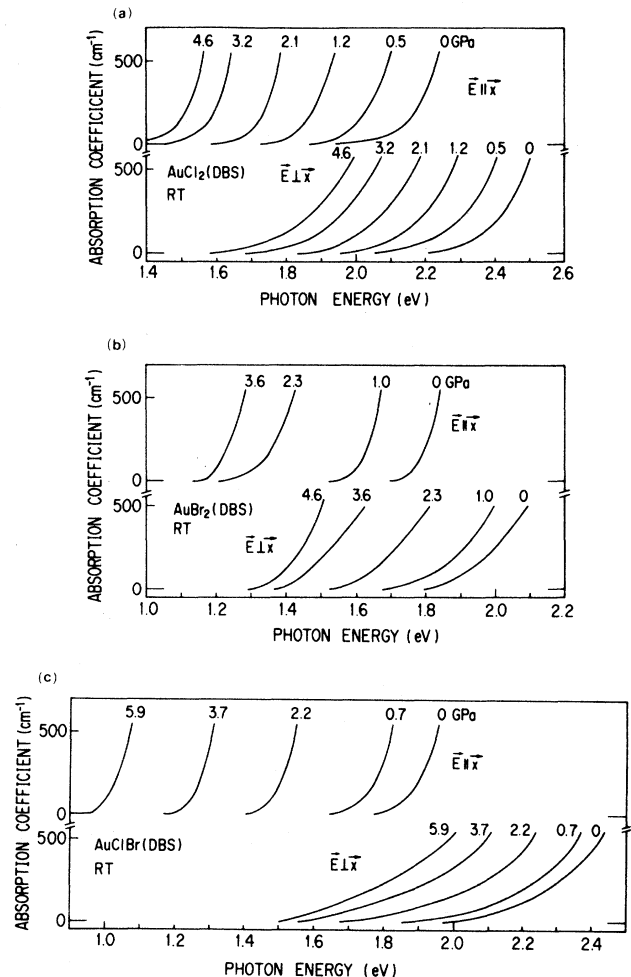 (a)
4.6 3.2 2.1 1.2 0.5 0 GPa
500
E∥x
0
ABSORPTION COEFFICICENT (cm⁻¹)
4.6 3.2 2.1 1.2 0.5 0
500
AuCl₂(DBS)
E⊥x
RT
0
1.4 1.6 1.8 2.0 2.2 2.4 2.6
PHOTON ENERGY (eV)
(b)
3.6 2.3 1.0 0 GPa
500
E∥x
0
ABSORPTION COEFFICIENT (cm⁻¹)
4.6 3.6 2.3 1.0 0
500
AuBr₂(DBS)
RT
E⊥x
0
1.0 1.2 1.4 1.6 1.8 2.0 2.2
PHOTON ENERGY (eV)
(c)
5.9 3.7 2.2 0.7 0 GPa
500
E∥x
0
ABSORPTION COEFFICIENT (cm⁻¹)
5.9 3.7 2.2 0.7 0
500
AuClBr(DBS)
E⊥x
RT
0
1.0 1.2 1.4 1.6 1.8 2.0 2.2 2.4
PHOTON ENERGY (eV)